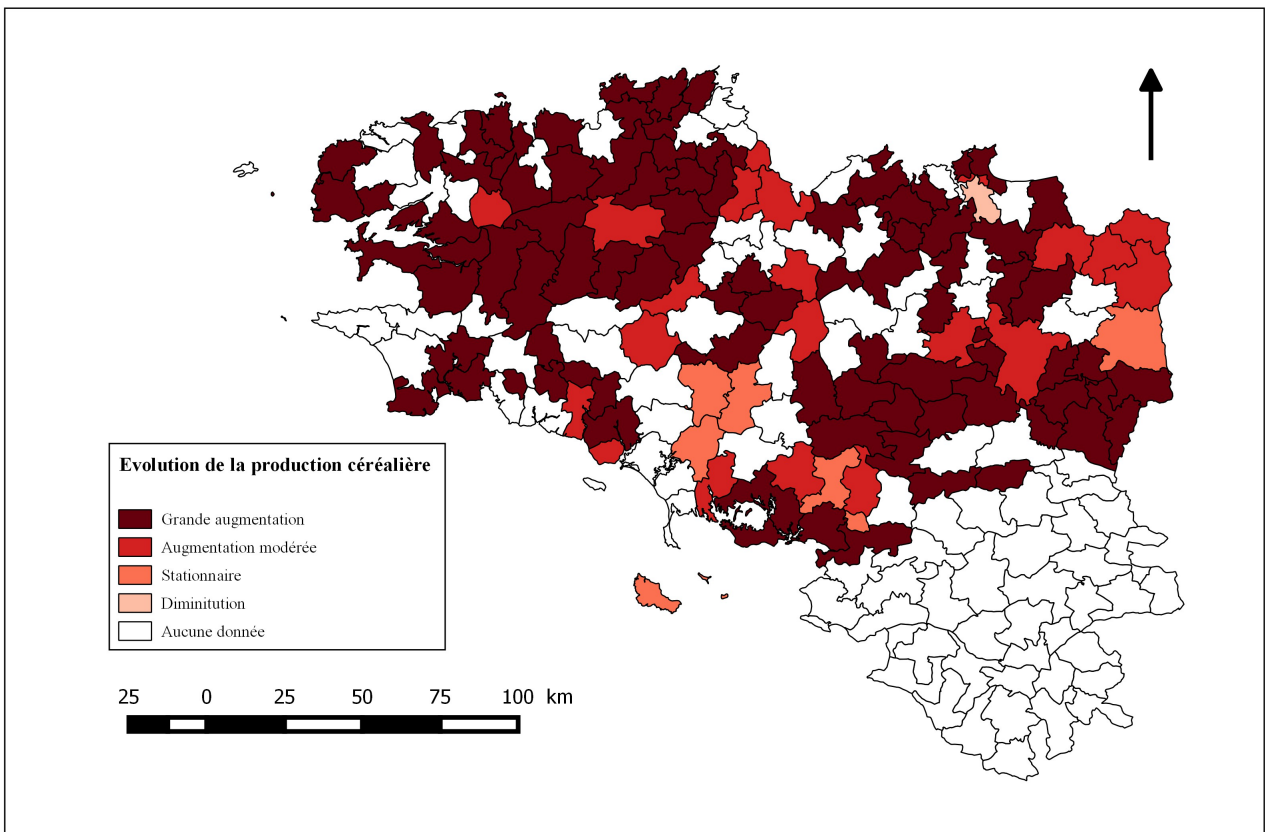 Evolution de la production céréalière
Grande augmentation
Augmentation modérée
Stationnaire
Diminitution
Aucune donnée
25 0 25 50 75 100 km